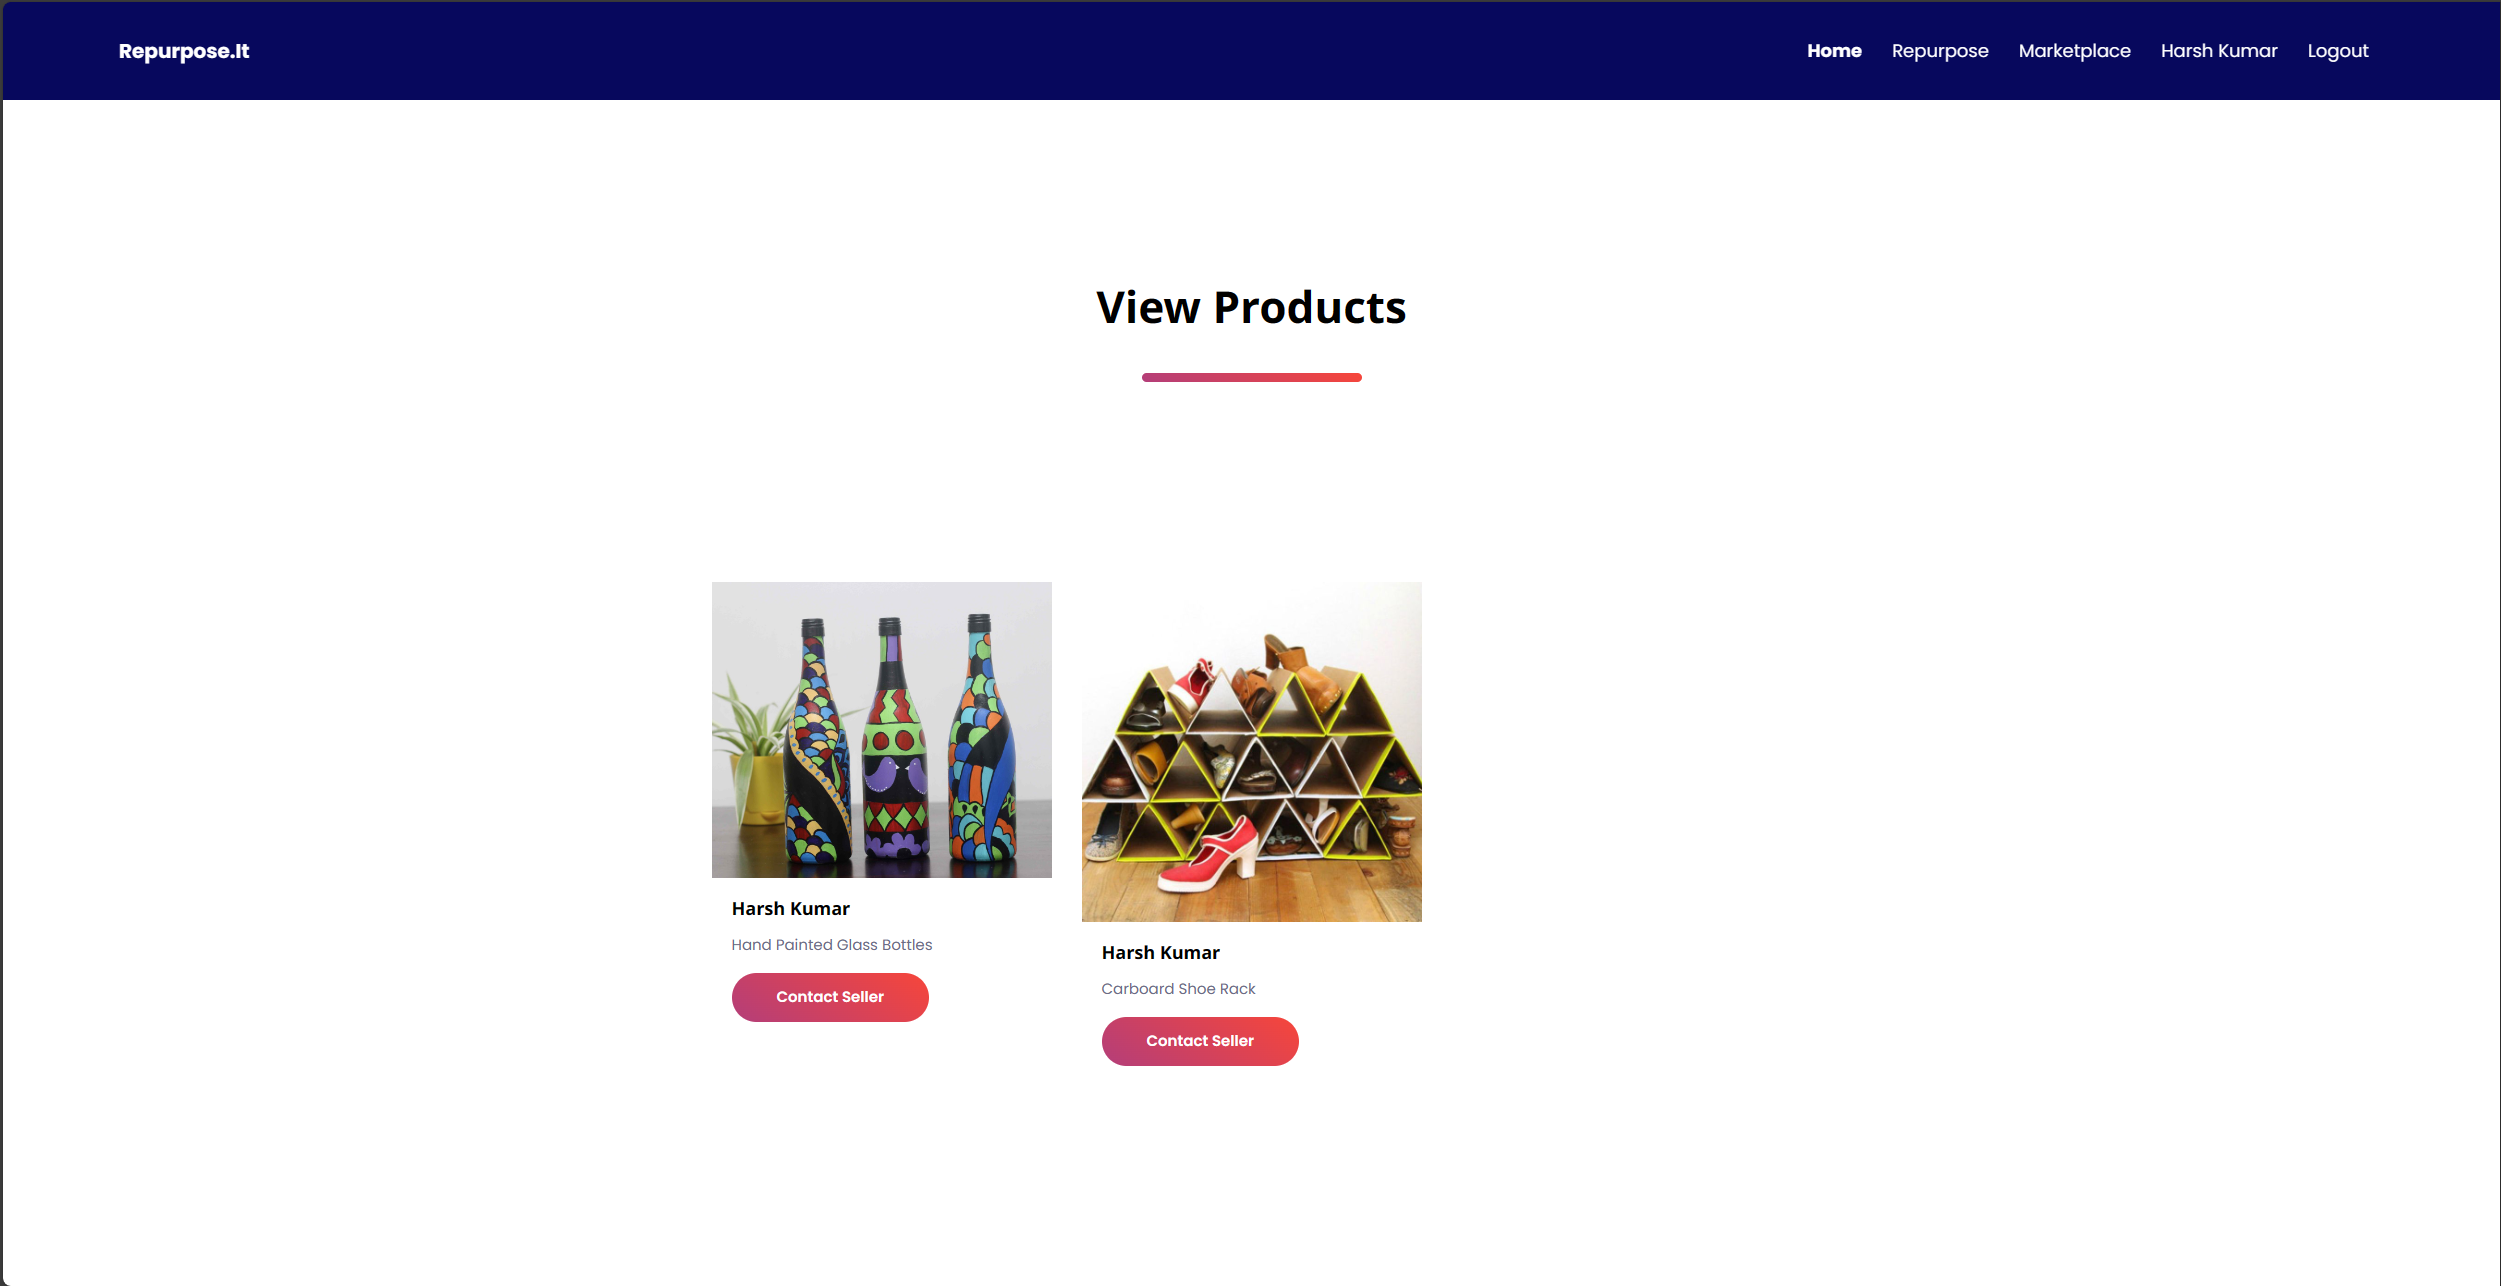 Repurpose.It
Home Repurpose Marketplace Harsh Kumar Logout
View Products
Harsh Kumar
Hand Painted Glass Bottles
Contact Seller
Harsh Kumar
Carboard Shoe Rack
Contact Seller